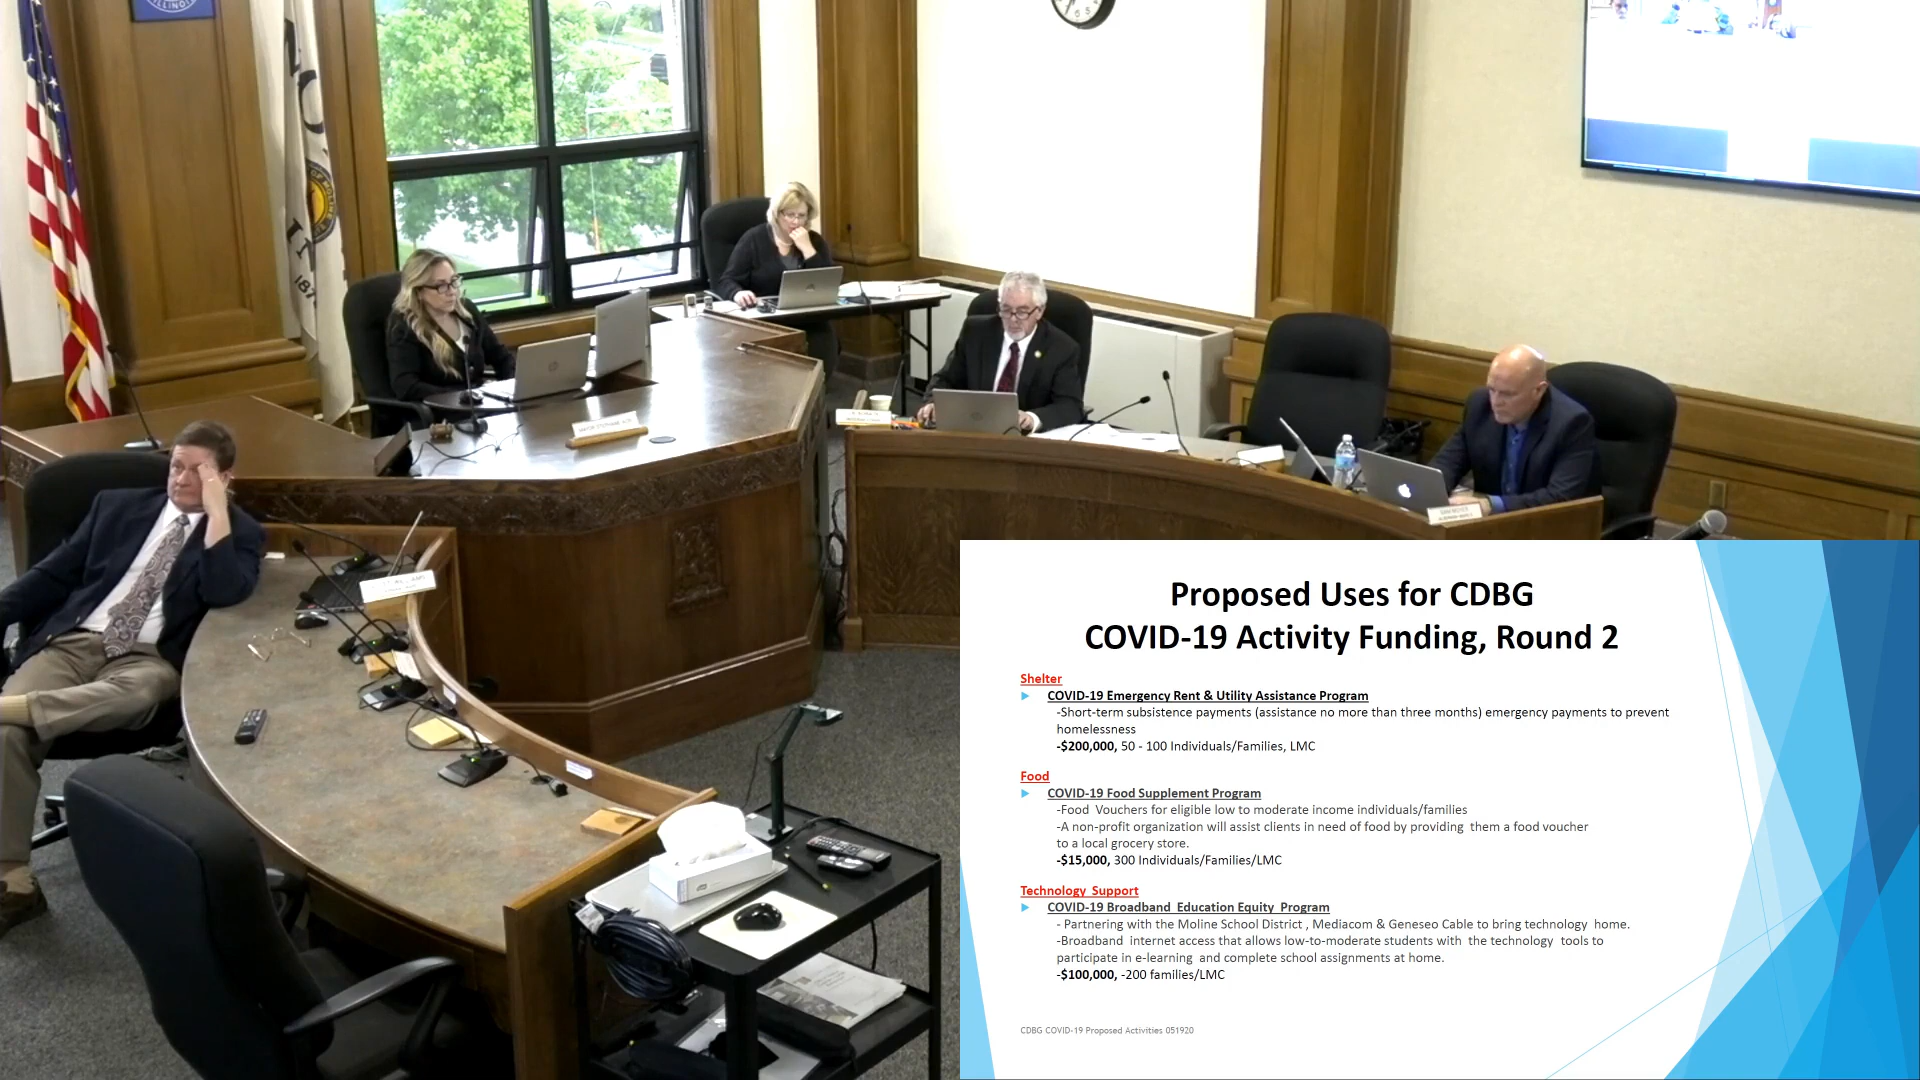 ILLINOIS
187
Proposed Uses for CDBG
COVID-19 Activity Funding, Round 2
Shelter
COVID-19 Emergency Rent & Utility Assistance Program
-Short-term subsistence payments (assistance no more than three months) emergency payments to prevent
homelessness
-$200,000, 50 - 100 Individuals/Families, LMC
Food
COVID-19 Food Supplement Program
-Food Vouchers for eligible low to moderate income individuals/families
-A non-profit organization will assist clients in need of food by providing them a food voucher
to a local grocery store.
-$15,000, 300 Individuals/Families/LMC
Technology Support
COVID-19 Broadband Education Equity Program
- Partnering with the Moline School District , Mediacom & Geneseo Cable to bring technology home.
-Broadband internet access that allows low-to-moderate students with the technology tools to
participate in e-learning and complete school assignments at home.
-$100,000, -200 families/LMC
CDBG COVID-19 Proposed Activities 051920